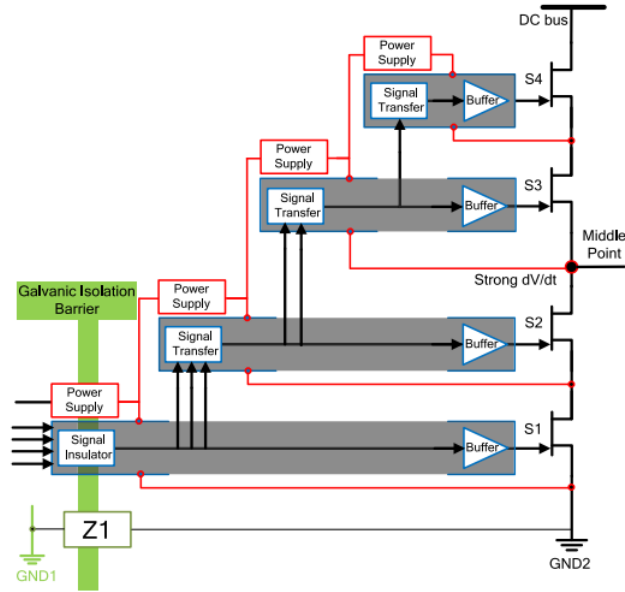 DC bus
Power
Supply
S4
Signal
Transfer
Buffer
Power
Supply
S3
Signal
Transfer
Buffer
Middle
Point
Strong dV/dt
Galvanic Isolation
Barrier
Power
Supply
S2
Signal
Transfer
Buffer
Power
Supply
S1
Signal
Insulator
Buffer
Z1
GND1
GND2